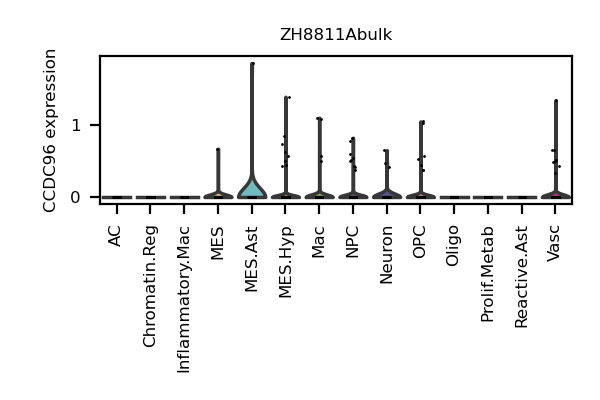 ZH8811Abulk
CCDC96 expression
1
0
AC
Chromatin.Reg
Inflammatory.Mac
MES
MES.Ast
MES.Hyp
Mac
NPC
Neuron
OPC
Oligo
Prolif.Metab
Reactive.Ast
Vasc